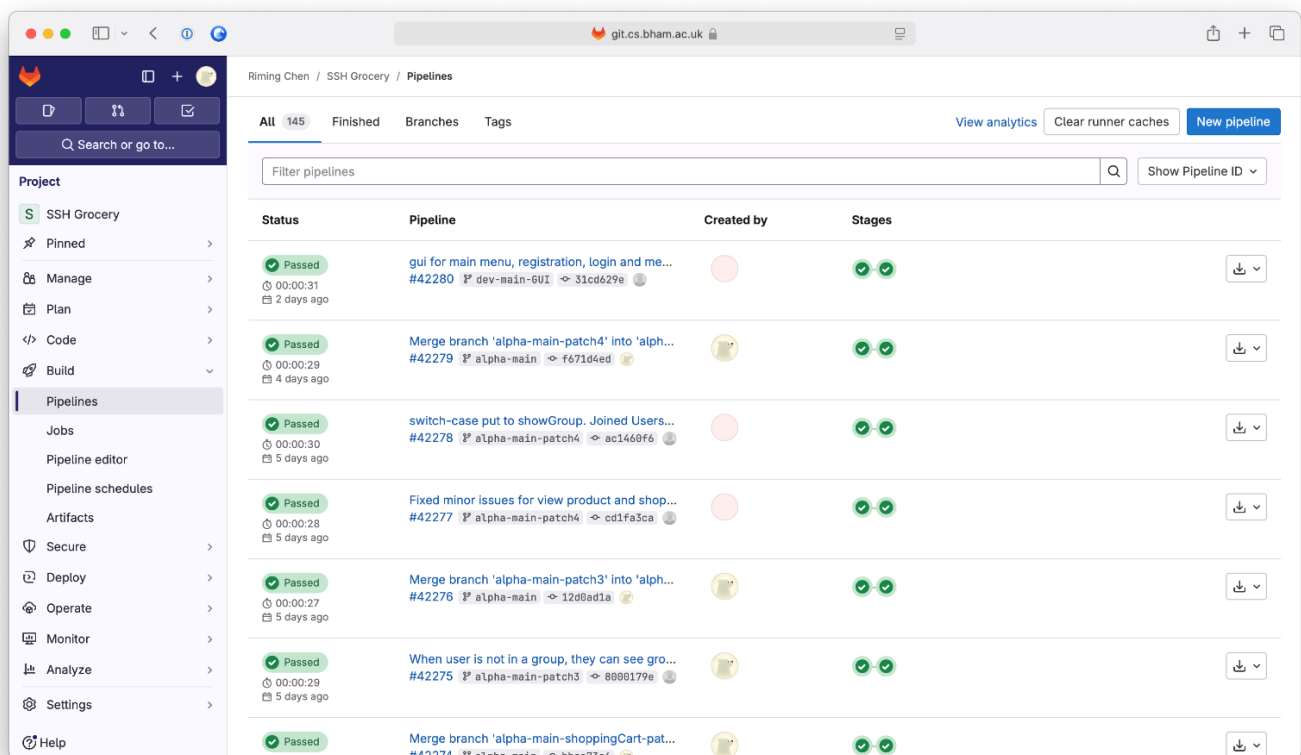 git.cs.bham.ac.uk
Search or go to...
Project
S SSH Grocery
Pinned
Manage
Plan
Code
Build
Pipelines
Jobs
Pipeline editor
Pipeline schedules
Artifacts
Secure
Deploy
Operate
Monitor
Analyze
Settings
Help
Riming Chen / SSH Grocery / Pipelines
All 145 Finished Branches Tags View analytics Clear runner caches New pipeline
Filter pipelines Show Pipeline ID
Status Pipeline Created by Stages
Passed gui for main menu, registration, login and me...
#42280 dev-main-GUI 31cd629e
00:00:31
2 days ago
Passed Merge branch 'alpha-main-patch4' into 'alph...
#42279 alpha-main f671d4ed
00:00:29
4 days ago
Passed switch-case put to showGroup. Joined Users...
#42278 alpha-main-patch4 ac1460f6
00:00:30
5 days ago
Passed Fixed minor issues for view product and shop...
#42277 alpha-main-patch4 cd1fa3ca
00:00:28
5 days ago
Passed Merge branch 'alpha-main-patch3' into 'alph...
#42276 alpha-main 12d0ad1a
00:00:27
5 days ago
Passed When user is not in a group, they can see gro...
#42275 alpha-main-patch3 8000179e
00:00:29
5 days ago
Passed Merge branch 'alpha-main-shoppingCart-pat...
#42274 alpha-main